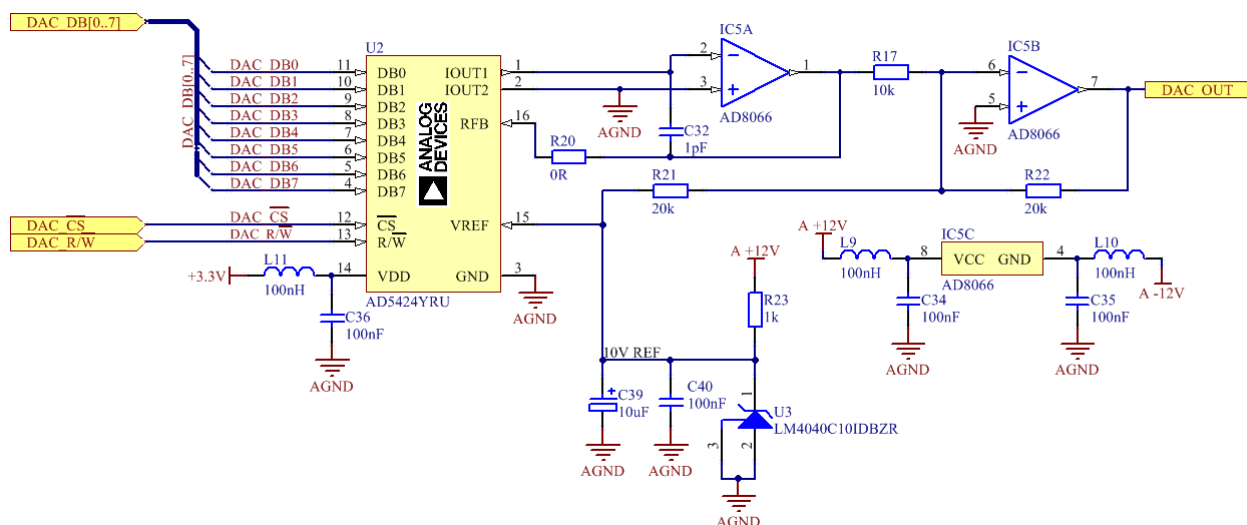 DAC_DB[0..7]
DAC_DB[0..7]
U2
DAC_DB0 11 DB0 IOUT1 1
DAC_DB1 10 DB1 IOUT2 2
DAC_DB2 9 DB2
DAC_DB3 8 DB3 RFB 16
DAC_DB4 7 DB4
DAC_DB5 6 DB5
DAC_DB6 5 DB6
DAC_DB7 4 DB7
ANALOG
DEVICES
DAC_CS DAC_CS 12 CS VREF 15
DAC_R/W DAC_R/W 13 R/W
+3.3V L11 100nH 14 VDD GND 3
AD5424YRU
AGND
C36
100nF
AGND
IC5A
2
3
1
AD8066
AGND
C32
1pF
R20
0R
R17
10k
IC5B
6
5
7
AD8066
AGND
DAC_OUT
R21
20k
R22
20k
A +12V
L9
100nH
8
IC5C
VCC GND
AD8066
4
L10
100nH
A -12V
C34
100nF
AGND
C35
100nF
AGND
A +12V
R23
1k
10V REF
C39
+
10uF
AGND
C40
100nF
AGND
1
U3
LM4040C10IDBZR
3
2
AGND